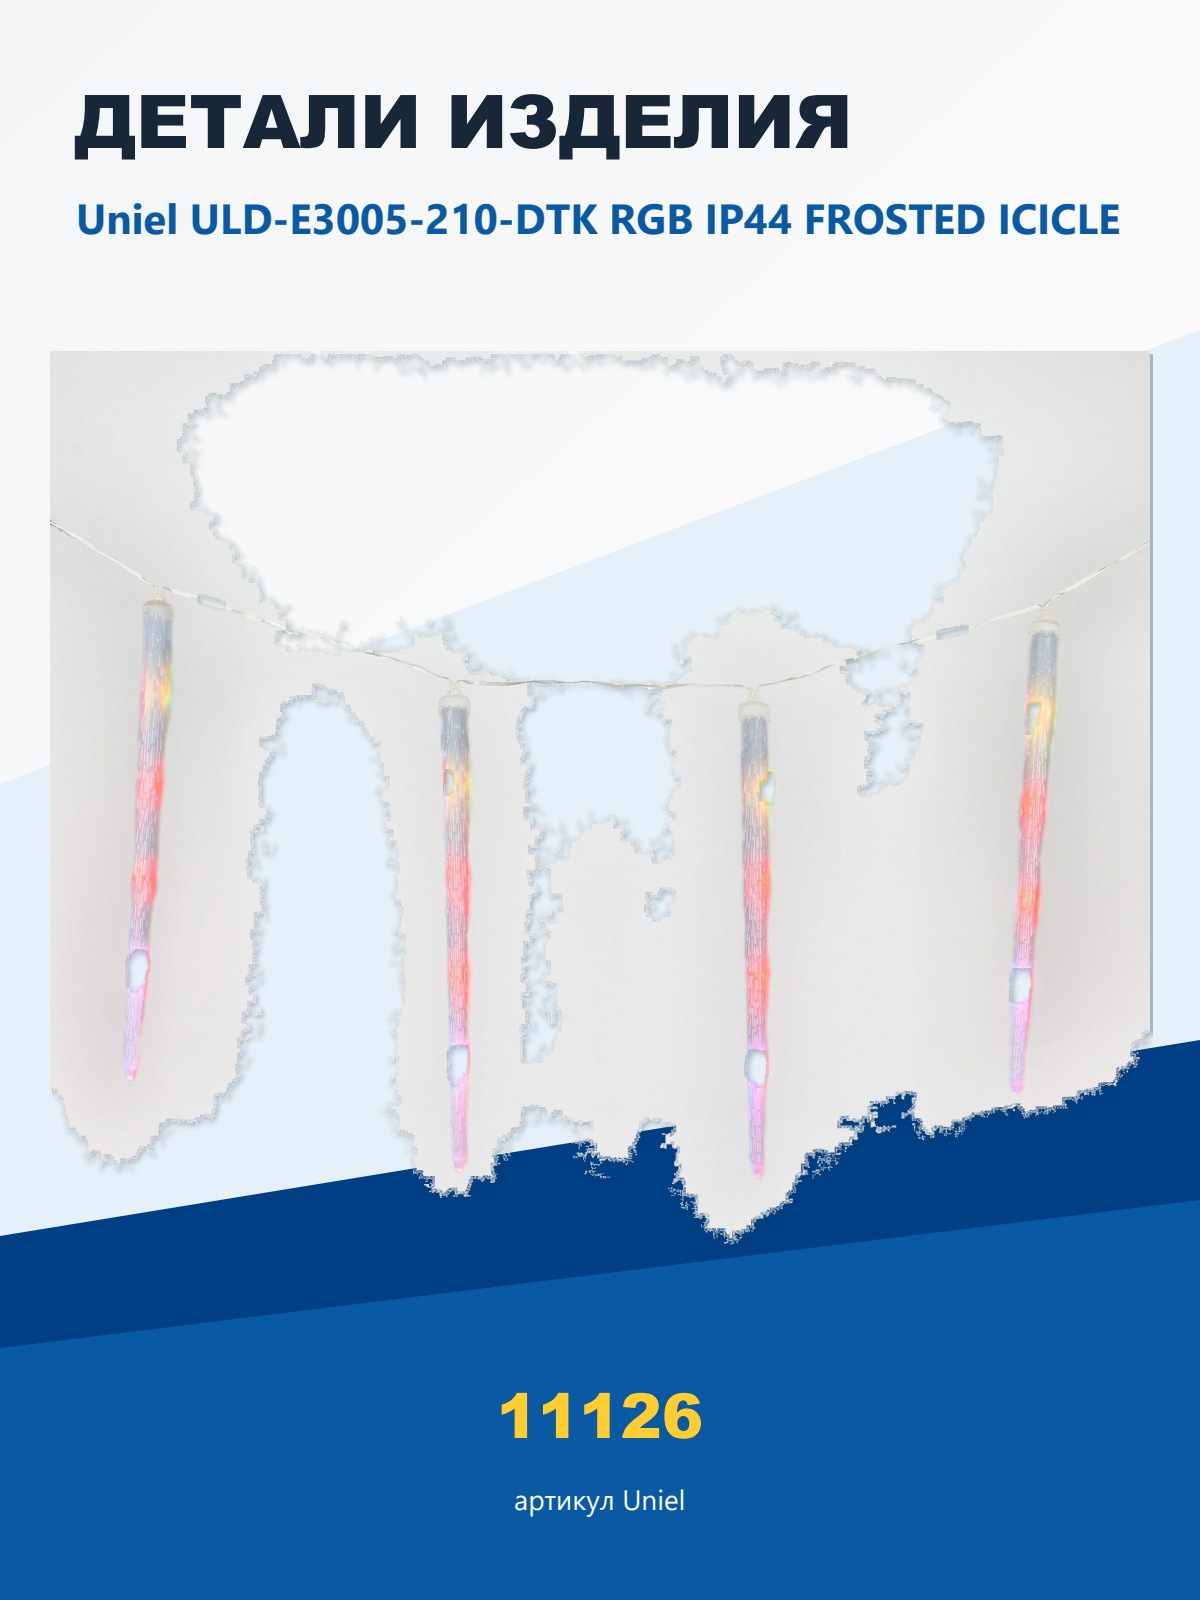 ДЕТАЛИ ИЗДЕЛИЯ
Uniel ULD-E3005-210-DTK RGB IP44 FROSTED ICICLE
11126
артикул Uniel